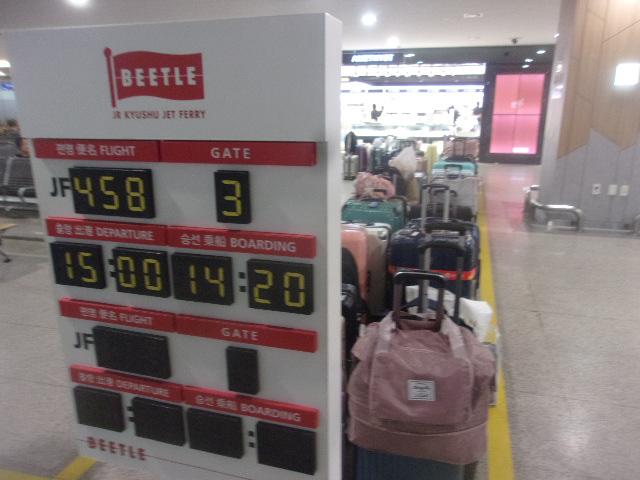 BEETLE
JR KYUSHU JET FERRY
편명 便名 FLIGHT GATE
JF 458 3
출항 出港 DEPARTURE 승선 乗船 BOARDING
15:00 14:20
편명 便名 FLIGHT GATE
JF
출항 出港 DEPARTURE 승선 乗船 BOARDING
: :
BEETLE